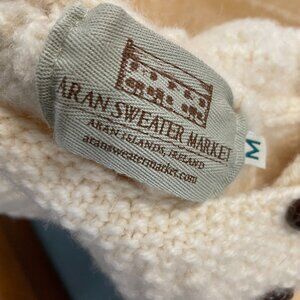 ARAN SWEATER MARKET
ARAN ISLANDS, IRELAND
aransweatermarket.com
M